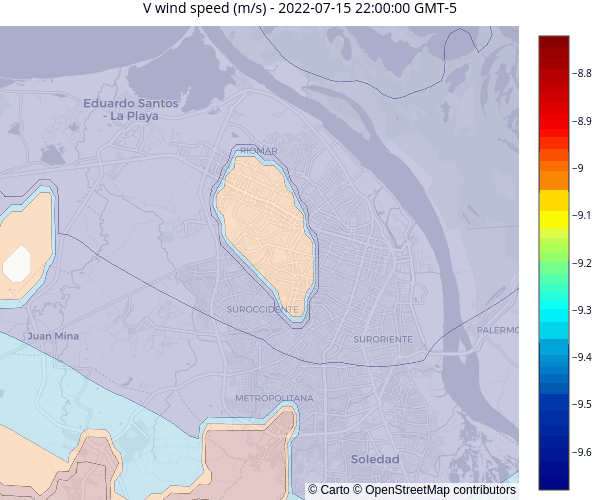 V wind speed (m/s) - 2022-07-15 22:00:00 GMT-5
Eduardo Santos
- La Playa
RIOMAR
SUROCCIDENTE
Juan Mina
SURORIENTE
PALERMO
METROPOLITANA
Soledad
© Carto © OpenStreetMap contributors
-8.8
-8.9
-9
-9.1
-9.2
-9.3
-9.4
-9.5
-9.6